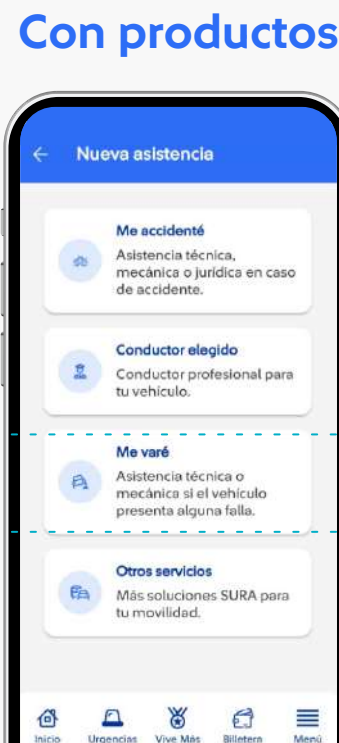 Con productos
Nueva asistencia
Me accidenté
Asistencia técnica,
mecánica o jurídica en caso
de accidente.
Conductor elegido
Conductor profesional para
tu vehículo.
Me varé
Asistencia técnica o
mecánica si el vehículo
presenta alguna falla.
Otros servicios
Más soluciones SURA para
tu movilidad.
Inicio Urgencias Vive Más Billetera Menú